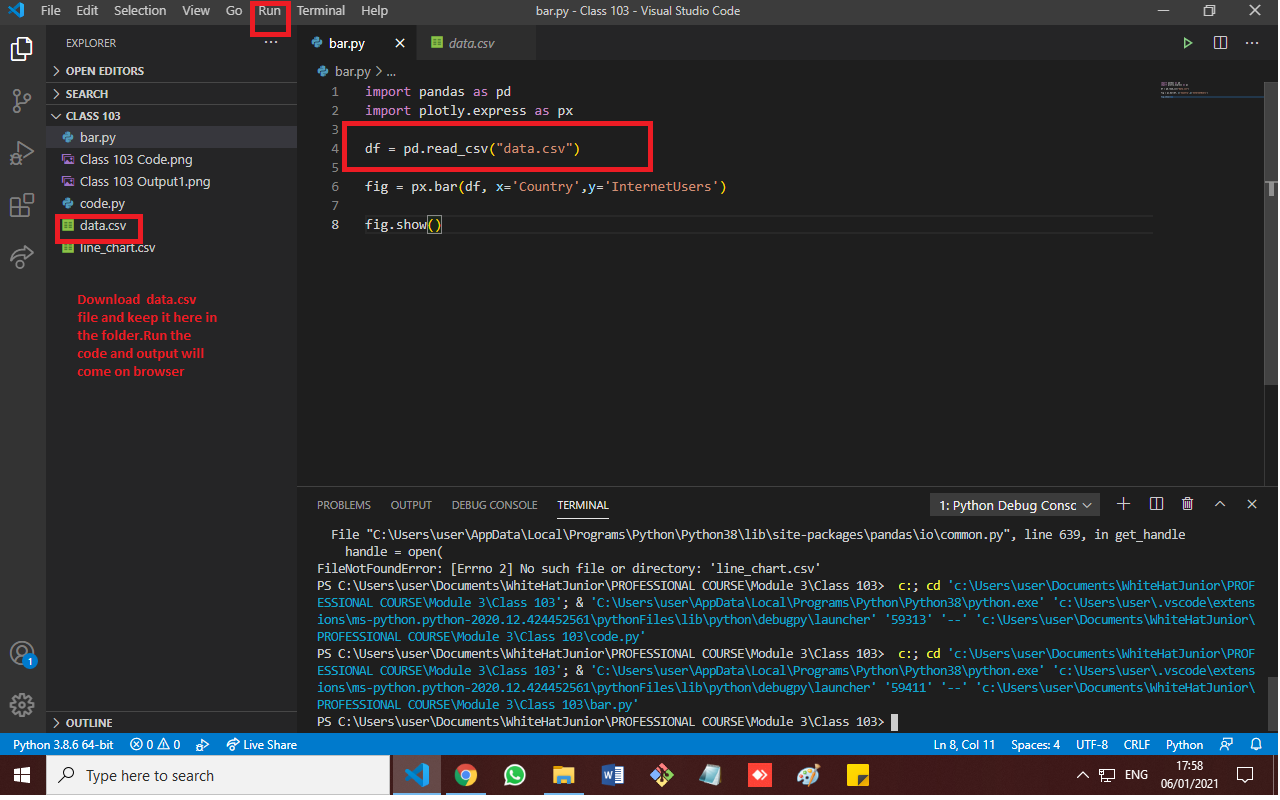 File Edit Selection View Go Run Terminal Help bar.py - Class 103 - Visual Studio Code
EXPLORER ...
OPEN EDITORS
SEARCH
CLASS 103
bar.py
Class 103 Code.png
Class 103 Output1.png
code.py
data.csv
line_chart.csv
Download data.csv
file and keep it here in
the folder.Run the
code and output will
come on browser
OUTLINE
bar.py data.csv
bar.py > ...
1 import pandas as pd
2 import plotly.express as px
3
4 df = pd.read_csv("data.csv")
5
6 fig = px.bar(df, x='Country',y='InternetUsers')
7
8 fig.show()
PROBLEMS OUTPUT DEBUG CONSOLE TERMINAL 1: Python Debug Consc
File "C:\Users\user\AppData\Local\Programs\Python\Python38\lib\site-packages\pandas\io\common.py", line 639, in get_handle
handle = open(
FileNotFoundError: [Errno 2] No such file or directory: 'line_chart.csv'
PS C:\Users\user\Documents\WhiteHatJunior\PROFESSIONAL COURSE\Module 3\Class 103> c:; cd 'c:\Users\user\Documents\WhiteHatJunior\PROF
ESSIONAL COURSE\Module 3\Class 103'; & 'C:\Users\user\AppData\Local\Programs\Python\Python38\python.exe' 'c:\Users\user\.vscode\extens
ions\ms-python.python-2020.12.424452561\pythonFiles\lib\python\debugpy\launcher' '59313' '--' 'c:\Users\user\Documents\WhiteHatJunior\
PROFESSIONAL COURSE\Module 3\Class 103\code.py'
PS C:\Users\user\Documents\WhiteHatJunior\PROFESSIONAL COURSE\Module 3\Class 103> c:; cd 'c:\Users\user\Documents\WhiteHatJunior\PROF
ESSIONAL COURSE\Module 3\Class 103'; & 'C:\Users\user\AppData\Local\Programs\Python\Python38\python.exe' 'c:\Users\user\.vscode\extens
ions\ms-python.python-2020.12.424452561\pythonFiles\lib\python\debugpy\launcher' '59411' '--' 'c:\Users\user\Documents\WhiteHatJunior\
PROFESSIONAL COURSE\Module 3\Class 103\bar.py'
PS C:\Users\user\Documents\WhiteHatJunior\PROFESSIONAL COURSE\Module 3\Class 103>
1
Python 3.8.6 64-bit 0 0 Live Share Ln 8, Col 11 Spaces: 4 UTF-8 CRLF Python
Type here to search W ENG 17:58
06/01/2021